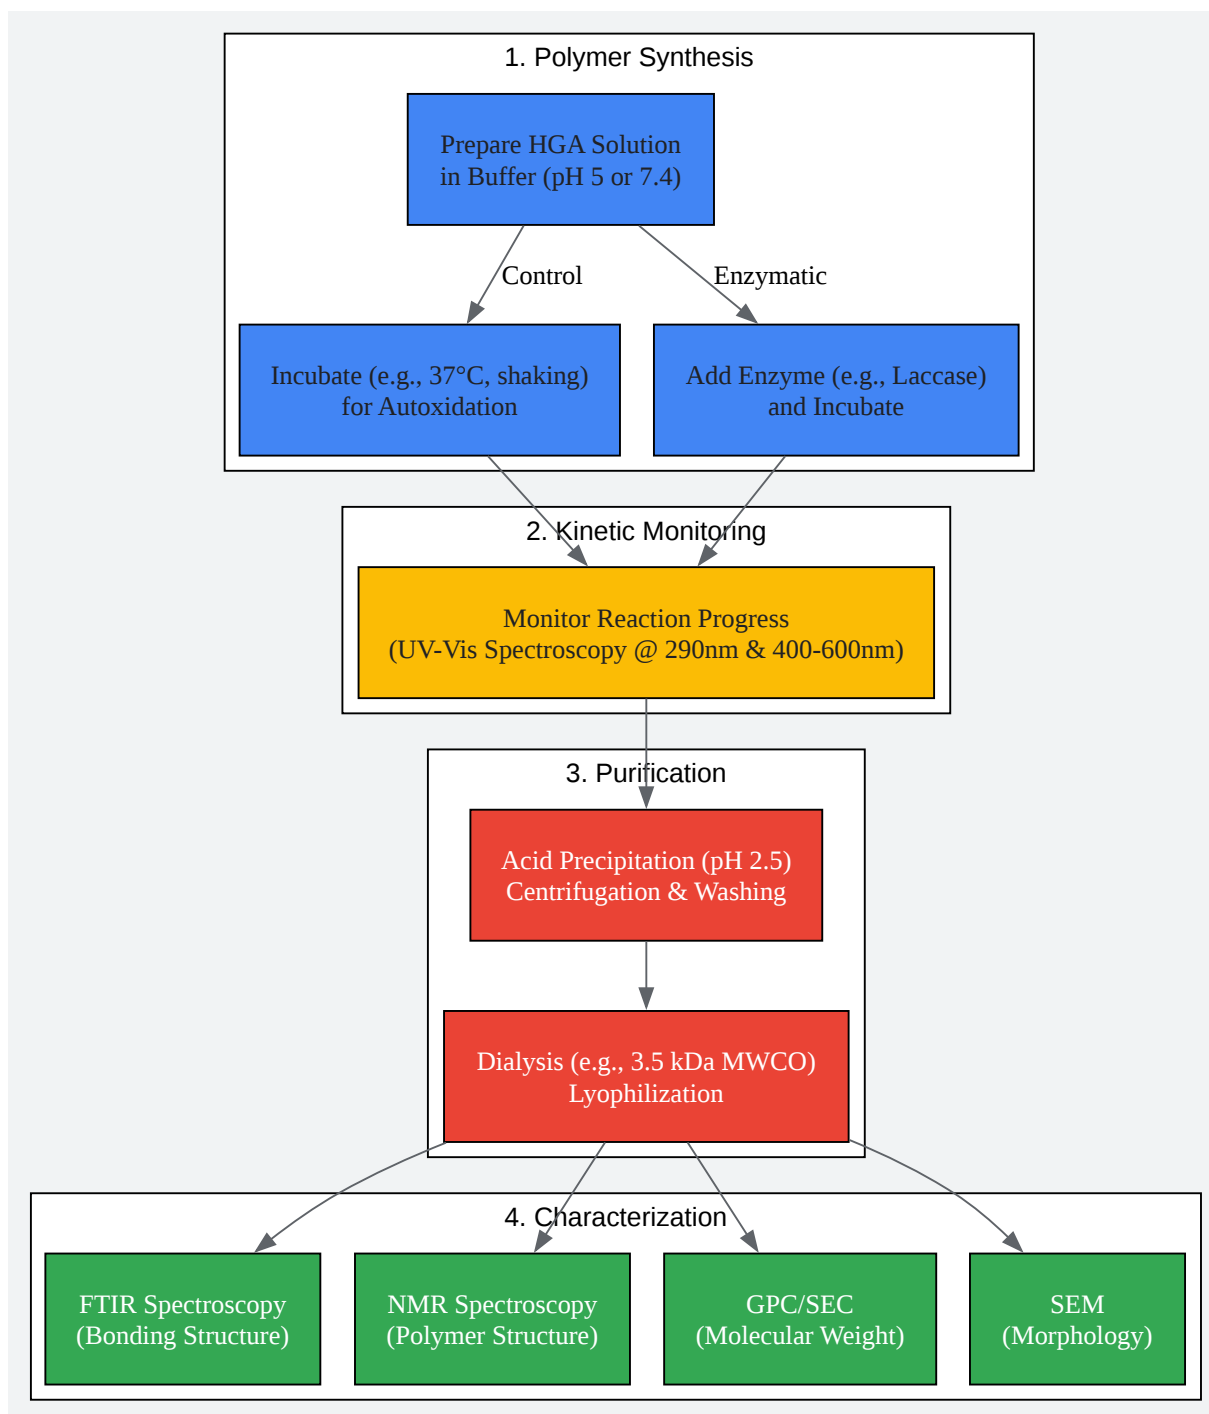 1. Polymer Synthesis
Prepare HGA Solution
in Buffer (pH 5 or 7.4)
Control
Enzymatic
Incubate (e.g., 37°C, shaking)
for Autoxidation
Add Enzyme (e.g., Laccase)
and Incubate
2. Kinetic Monitoring
Monitor Reaction Progress
(UV-Vis Spectroscopy @ 290nm & 400-600nm)
3. Purification
Acid Precipitation (pH 2.5)
Centrifugation & Washing
Dialysis (e.g., 3.5 kDa MWCO)
Lyophilization
4. Characterization
FTIR Spectroscopy
(Bonding Structure)
NMR Spectroscopy
(Polymer Structure)
GPC/SEC
(Molecular Weight)
SEM
(Morphology)